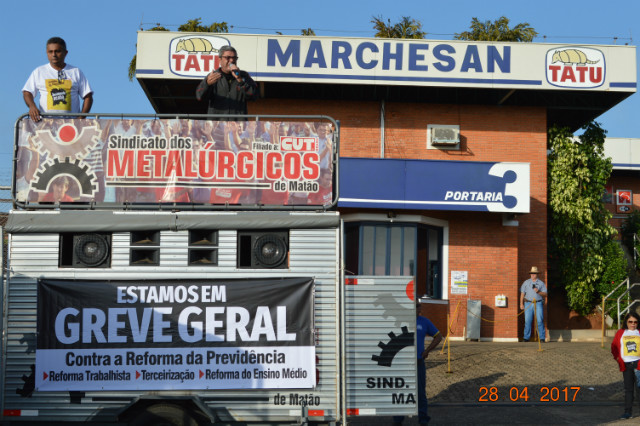 TATU
MARCHESAN
TATU
Sindicato dos
Filiado a:
CUT
METALÚRGICOS
de Matão
PORTARIA 3
ESTAMOS EM
GREVE GERAL
Contra a Reforma da Previdência
Reforma Trabalhista Terceirização Reforma do Ensino Médio
de Matão
SIND.
MA
28 04 2017